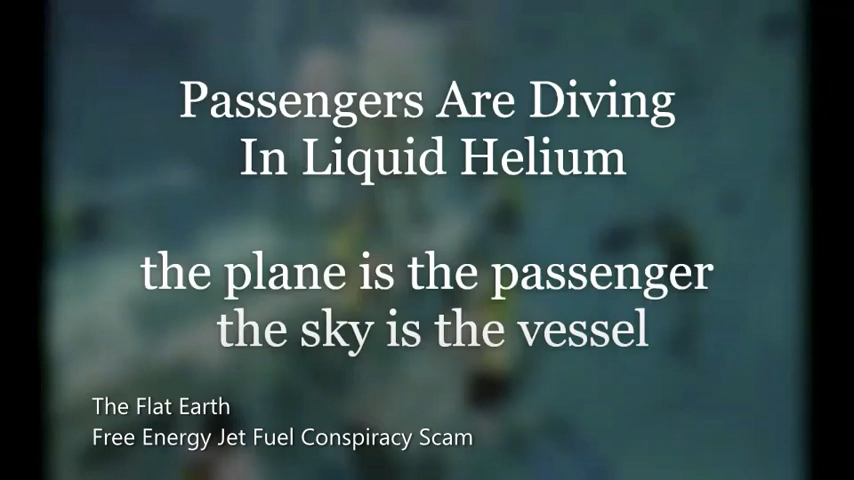 Passengers Are Diving
In Liquid Helium
the plane is the passenger
the sky is the vessel
The Flat Earth
Free Energy Jet Fuel Conspiracy Scam